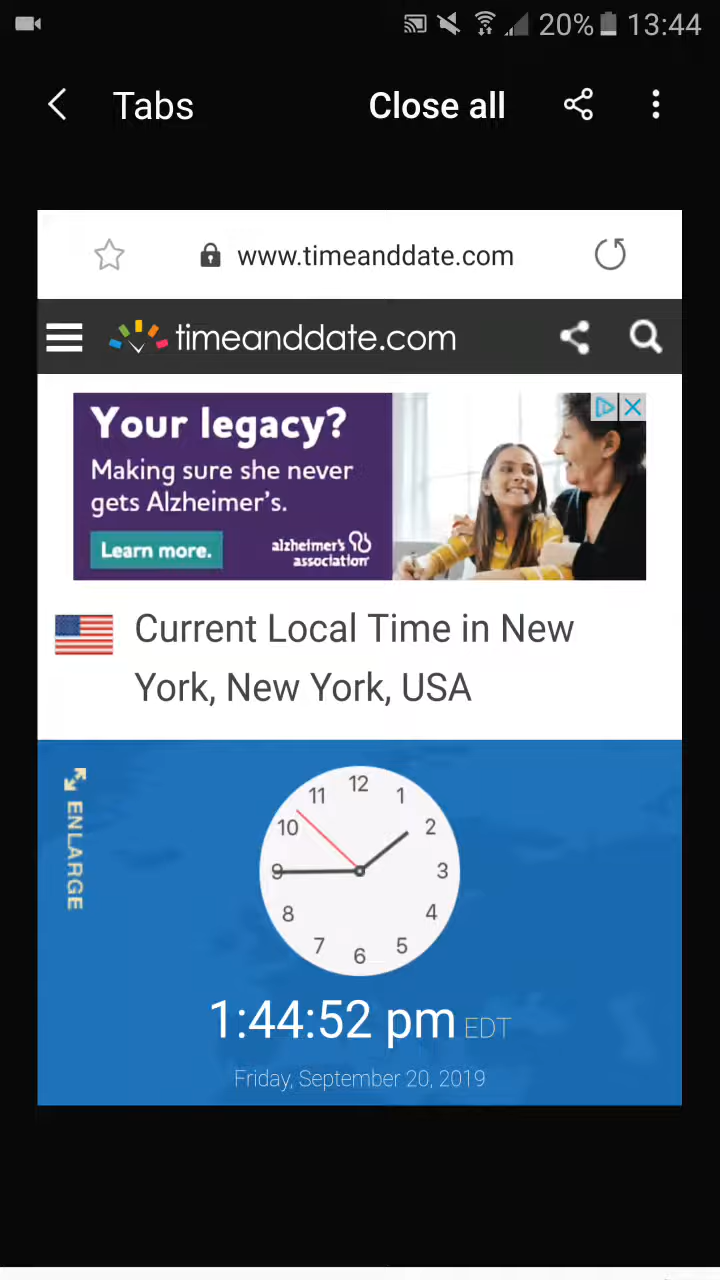 20% 13:44
Tabs Close all
www.timeanddate.com
timeanddate.com
Your legacy?
Making sure she never
gets Alzheimer's.
Learn more.
alzheimer's
association
Current Local Time in New
York, New York, USA
ENLARGE
12
11 1
10 2
9 3
8 4
7 5
6
1:44:52 pm EDT
Friday, September 20, 2019